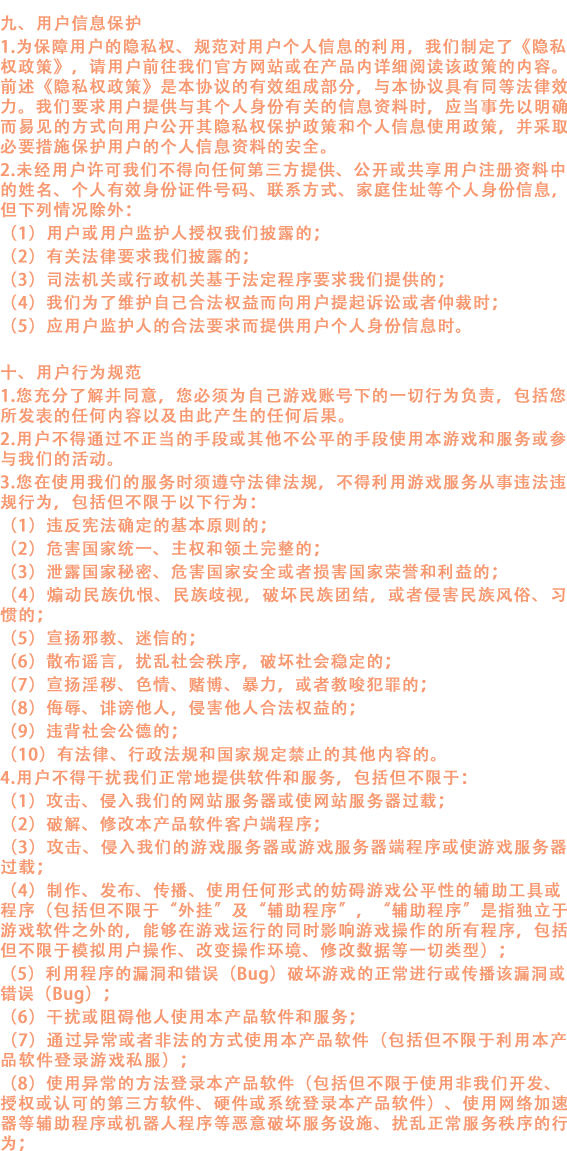 九、用户信息保护
1.为保障用户的隐私权、规范对用户个人信息的利用，我们制定了《隐私
权政策》，请用户前往我们官方网站或在产品内详细阅读该政策的内容。
前述《隐私权政策》是本协议的有效组成部分，与本协议具有同等法律效
力。我们要求用户提供与其个人身份有关的信息资料时，应当事先以明确
而易见的方式向用户公开其隐私权保护政策和个人信息使用政策，并采取
必要措施保护用户的个人信息资料的安全。
2.未经用户许可我们不得向任何第三方提供、公开或共享用户注册资料中
的姓名、个人有效身份证件号码、联系方式、家庭住址等个人身份信息，
但下列情况除外：
（1）用户或用户监护人授权我们披露的；
（2）有关法律要求我们披露的；
（3）司法机关或行政机关基于法定程序要求我们提供的；
（4）我们为了维护自己合法权益而向用户提起诉讼或者仲裁时；
（5）应用户监护人的合法要求而提供用户个人身份信息时。
十、用户行为规范
1.您充分了解并同意，您必须为自己游戏账号下的一切行为负责，包括您
所发表的任何内容以及由此产生的任何后果。
2.用户不得通过不正当的手段或其他不公平的手段使用本游戏和服务或参
与我们的活动。
3.您在使用我们的服务时须遵守法律法规，不得利用游戏服务从事违法违
规行为，包括但不限于以下行为：
（1）违反宪法确定的基本原则的；
（2）危害国家统一、主权和领土完整的；
（3）泄露国家秘密、危害国家安全或者损害国家荣誉和利益的；
（4）煽动民族仇恨、民族歧视，破坏民族团结，或者侵害民族风俗、习
惯的；
（5）宣扬邪教、迷信的；
（6）散布谣言，扰乱社会秩序，破坏社会稳定的；
（7）宣扬淫秽、色情、赌博、暴力，或者教唆犯罪的；
（8）侮辱、诽谤他人，侵害他人合法权益的；
（9）违背社会公德的；
（10）有法律、行政法规和国家规定禁止的其他内容的。
4.用户不得干扰我们正常地提供软件和服务，包括但不限于：
（1）攻击、侵入我们的网站服务器或使网站服务器过载；
（2）破解、修改本产品软件客户端程序；
（3）攻击、侵入我们的游戏服务器或游戏服务器端程序或使游戏服务器
过载；
（4）制作、发布、传播、使用任何形式的妨碍游戏公平性的辅助工具或
程序（包括但不限于“外挂”及“辅助程序”，“辅助程序”是指独立于
游戏软件之外的，能够在游戏运行的同时影响游戏操作的所有程序，包括
但不限于模拟用户操作、改变操作环境、修改数据等一切类型）；
（5）利用程序的漏洞和错误（Bug）破坏游戏的正常进行或传播该漏洞或
错误（Bug）；
（6）干扰或阻碍他人使用本产品软件和服务；
（7）通过异常或者非法的方式使用本产品软件（包括但不限于利用本产
品软件登录游戏私服）；
（8）使用异常的方法登录本产品软件（包括但不限于使用非我们开发、
授权或认可的第三方软件、硬件或系统登录本产品软件）、使用网络加速
器等辅助程序或机器人程序等恶意破坏服务设施、扰乱正常服务秩序的行
为；